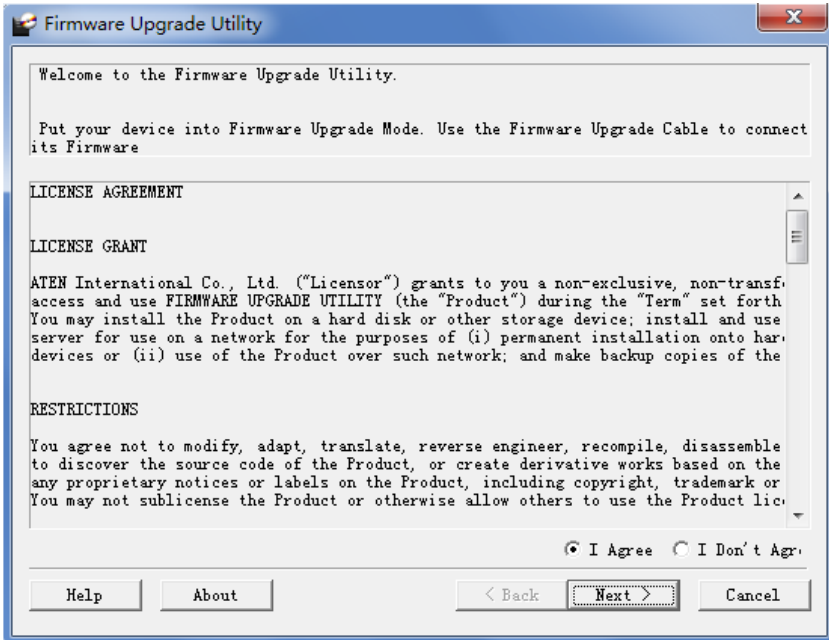 Firmware Upgrade Utility
Welcome to the Firmware Upgrade Utility.
Put your device into Firmware Upgrade Mode. Use the Firmware Upgrade Cable to connect
its Firmware
LICENSE AGREEMENT
LICENSE GRANT
ATEN International Co., Ltd. ("Licensor") grants to you a non-exclusive,
access and use FIRMWARE UPGRADE UTILITY (the "Product") during the "Term" set forth
You may install the Product on a hard disk or other storage device; install and use
server for use on a network for the purposes of (i) permanent installation onto
devices or (ii) use of the Product over such network; and make backup copies of the
RESTRICTIONS
You agree not to modify, adapt, translate, reverse engineer, recompile, disassemble
to discover the source code of the Product, or create derivative works based on the
any proprietary notices or labels on the Product, including copyright, trademark or
You may not sublicense the Product or otherwise allow others to use the Product
I Agree I Don't
Help About < Back Next > Cancel